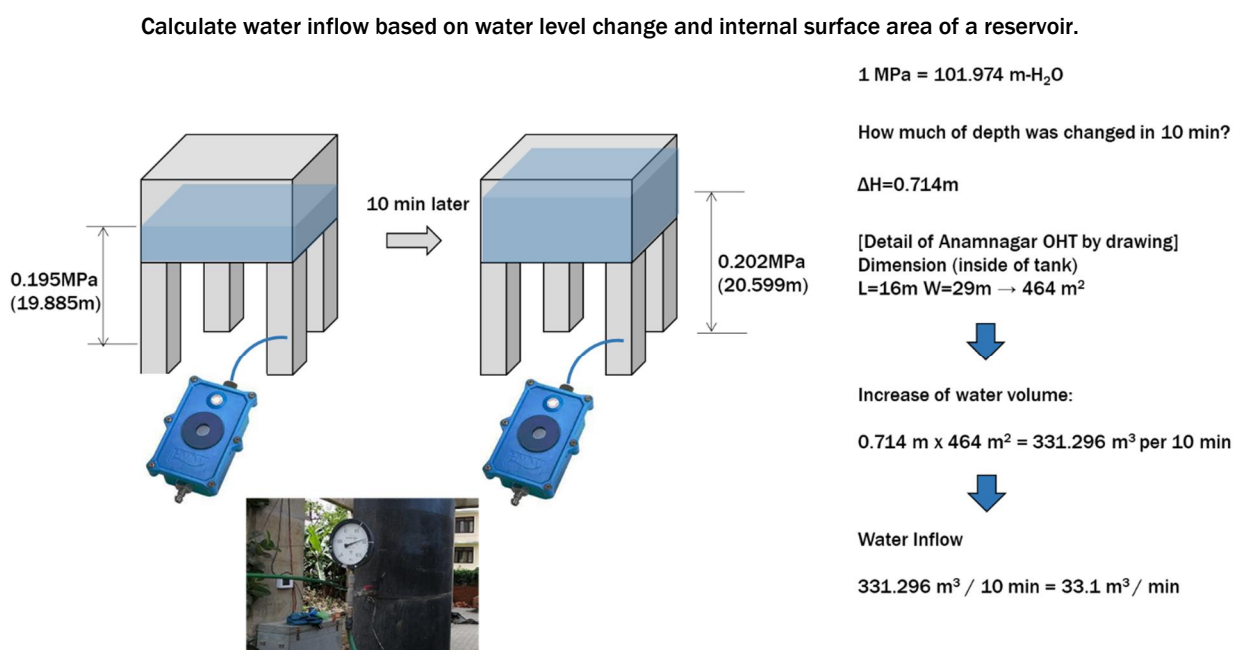 Calculate water inflow based on water level change and internal surface area of a reservoir.
1 MPa = 101.974 m-H₂O
How much of depth was changed in 10 min?
ΔH=0.714m
[Detail of Anamnagar OHT by drawing]
Dimension (inside of tank)
L=16m W=29m → 464 m²
Increase of water volume:
0.714 m x 464 m² = 331.296 m³ per 10 min
Water Inflow
331.296 m³ / 10 min = 33.1 m³ / min
0.195MPa
(19.885m)
10 min later
0.202MPa
(20.599m)